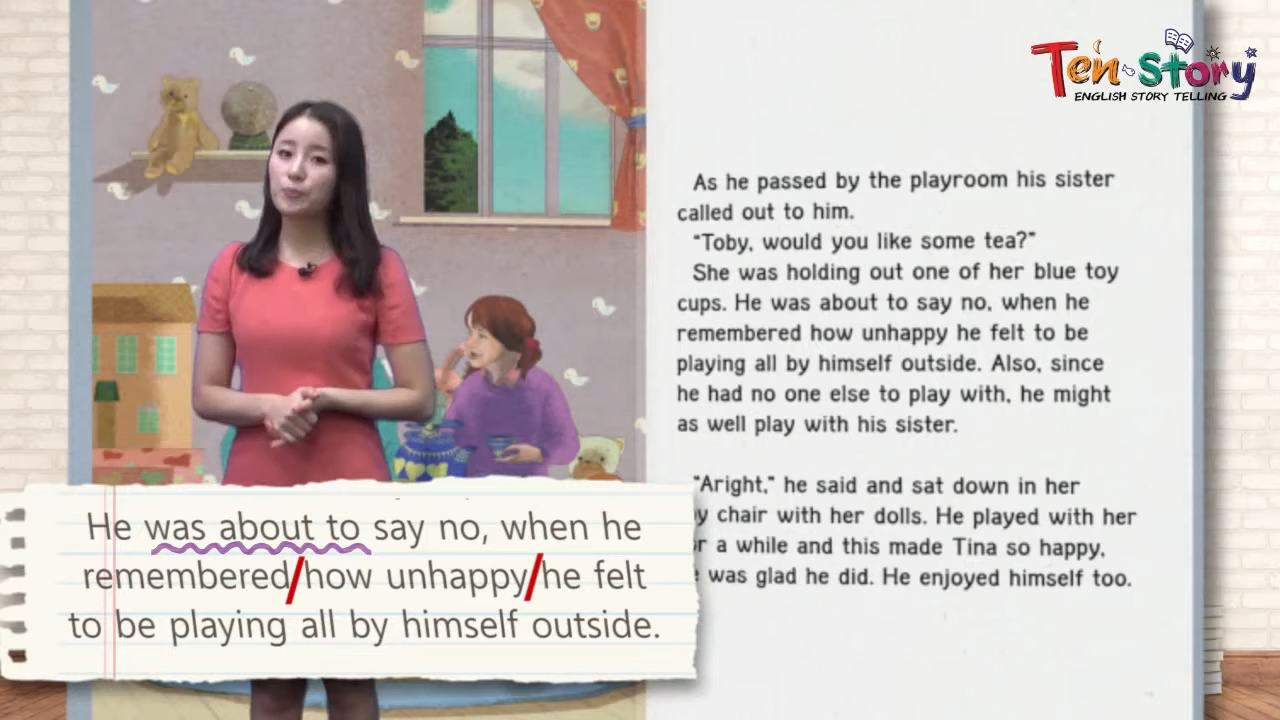 Ten Story
ENGLISH STORY TELLING
As he passed by the playroom his sister
called out to him.
"Toby, would you like some tea?"
She was holding out one of her blue toy
cups. He was about to say no, when he
remembered how unhappy he felt to be
playing all by himself outside. Also, since
he had no one else to play with, he might
as well play with his sister.
"Aright," he said and sat down in her
chair with her dolls. He played with her
a while and this made Tina so happy,
was glad he did. He enjoyed himself too.
He was about to say no, when he
remembered/how unhappy/he felt
to be playing all by himself outside.